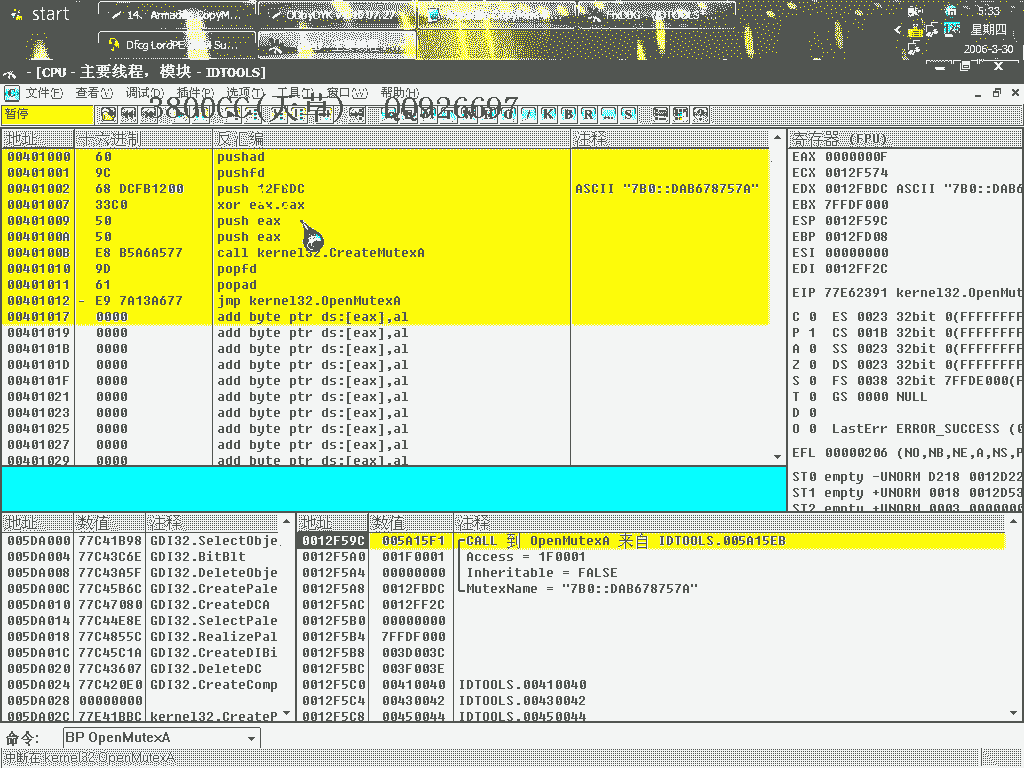 start
14. Armadillo CopyM...
Dfcg LordPE
5:33
星期四
2006-3-30
- [CPU - 主要线程, 模块 - IDTOOLS]
文件(F) 查看(V) 调试(D) 插件(P) 选项(T) 工具(T) 窗口(W) 帮助(H)
3800CC(天草) 00926697
暂停
K B R ... S
地址 十六进制 反汇编 注释
00401000 60 pushad
00401001 9C pushfd
00401002 68 DCFB1200 push 12FBDC ASCII "7B0::DAB678757A"
00401007 33C0 xor eax,eax
00401009 50 push eax
0040100A 50 push eax
0040100B E8 B5A6A577 call kernel32.CreateMutexA
00401010 9D popfd
00401011 61 popad
00401012 - E9 7A13A677 jmp kernel32.OpenMutexA
00401017 0000 add byte ptr ds:[eax],al
00401019 0000 add byte ptr ds:[eax],al
0040101B 0000 add byte ptr ds:[eax],al
0040101D 0000 add byte ptr ds:[eax],al
0040101F 0000 add byte ptr ds:[eax],al
00401021 0000 add byte ptr ds:[eax],al
00401023 0000 add byte ptr ds:[eax],al
00401025 0000 add byte ptr ds:[eax],al
00401027 0000 add byte ptr ds:[eax],al
00401029 0000 add byte ptr ds:[eax],al
寄存器 (FPU)
EAX 0000000F
ECX 0012F574
EDX 0012FBDC ASCII "7B0::DAB6
EBX 7FFDF000
ESP 0012F59C
EBP 0012FD08
ESI 00000000
EDI 0012FF2C
EIP 77E62391 kernel32.OpenMut
C 0 ES 0023 32bit 0(FFFFFFFF
P 1 CS 001B 32bit 0(FFFFFFFF
A 0 SS 0023 32bit 0(FFFFFFFF
Z 0 DS 0023 32bit 0(FFFFFFFF
S 0 FS 0038 32bit 7FFDE000(F
T 0 GS 0000 NULL
D 0
O 0 LastErr ERROR_SUCCESS (0
EFL 00000206 (NO,NB,NE,A,NS,P
ST0 empty -UNORM D218 0012D22
ST1 empty +UNORM 0018 0012D53
ST2 empty +UNORM 0003 0000000
地址 数值 注释
005DA000 77C41B98 GDI32.SelectObje
005DA004 77C43C6E GDI32.BitBlt
005DA008 77C43A5F GDI32.DeleteObje
005DA00C 77C45B6C GDI32.CreatePale
005DA010 77C47080 GDI32.CreateDCA
005DA014 77C44E8E GDI32.SelectPale
005DA018 77C4855C GDI32.RealizePal
005DA01C 77C45C1A GDI32.CreateDIBi
005DA020 77C43607 GDI32.DeleteDC
005DA024 77C420E0 GDI32.CreateComp
005DA028 00000000
005DA02C 77E41BBC kernel32.CreateP
地址 数值 注释
0012F59C 005A15F1 CALL 到 OpenMutexA 来自 IDTOOLS.005A15EB
0012F5A0 001F0001 Access = 1F0001
0012F5A4 00000000 Inheritable = FALSE
0012F5A8 0012FBDC MutexName = "7B0::DAB678757A"
0012F5AC 0012FF2C
0012F5B0 00000000
0012F5B4 7FFDF000
0012F5B8 003D003C
0012F5BC 003F003E
0012F5C0 00410040 IDTOOLS.00410040
0012F5C4 00430042 IDTOOLS.00430042
0012F5C8 00450044 IDTOOLS.00450044
命令: BP OpenMutexA
中断在 kernel32.OpenMutexA